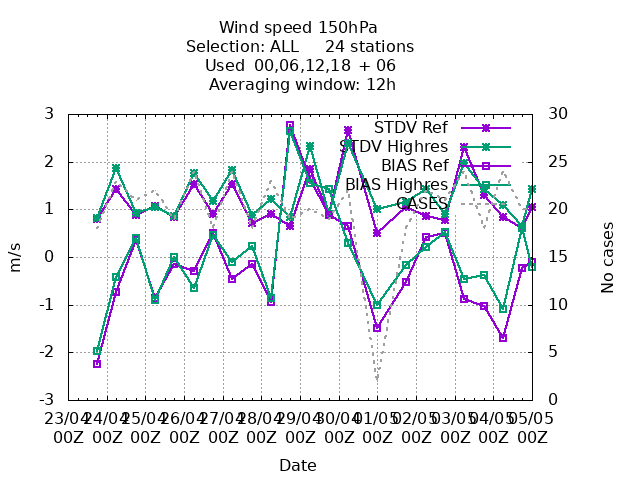 Wind speed 150hPa
Selection: ALL 24 stations
Used 00,06,12,18 + 06
Averaging window: 12h
3
2
1
0
-1
-2
-3
m/s
30
25
20
15
10
5
0
No cases
STDV Ref
STDV Highres
BIAS Ref
BIAS Highres
CASES
23/04 24/04 25/04 26/04 27/04 28/04 29/04 30/04 01/05 02/05 03/05 04/05 05/05
00Z 00Z 00Z 00Z 00Z 00Z 00Z 00Z 00Z 00Z 00Z 00Z 00Z
Date